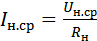 Iн.ср = Uн.ср / Rн